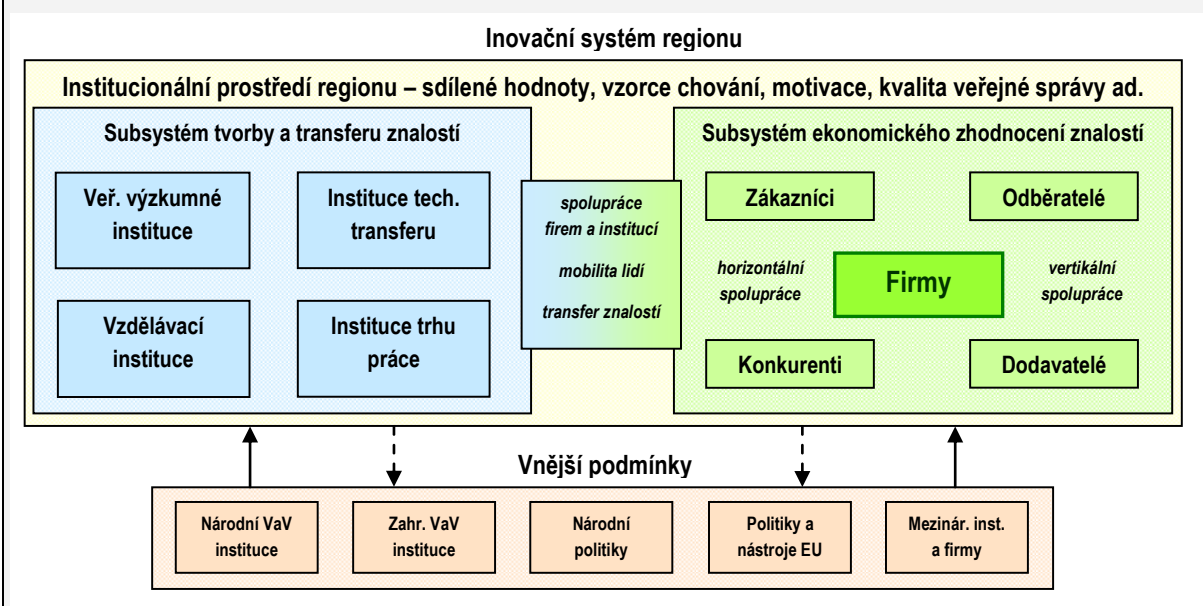 Inovační systém regionu
Institucionální prostředí regionu – sdílené hodnoty, vzorce chování, motivace, kvalita veřejné správy ad.
Subsystém tvorby a transferu znalostí
Veř. výzkumné
instituce
Instituce tech.
transferu
Vzdělávací
instituce
Instituce trhu
práce
spolupráce
firem a institucí
mobilita lidí
transfer znalostí
Subsystém ekonomického zhodnocení znalostí
Zákazníci
Odběratelé
horizontální
spolupráce
Firmy
vertikální
spolupráce
Konkurenti
Dodavatelé
Vnější podmínky
Národní VaV
instituce
Zahr. VaV
instituce
Národní
politiky
Politiky a
nástroje EU
Mezinár. inst.
a firmy